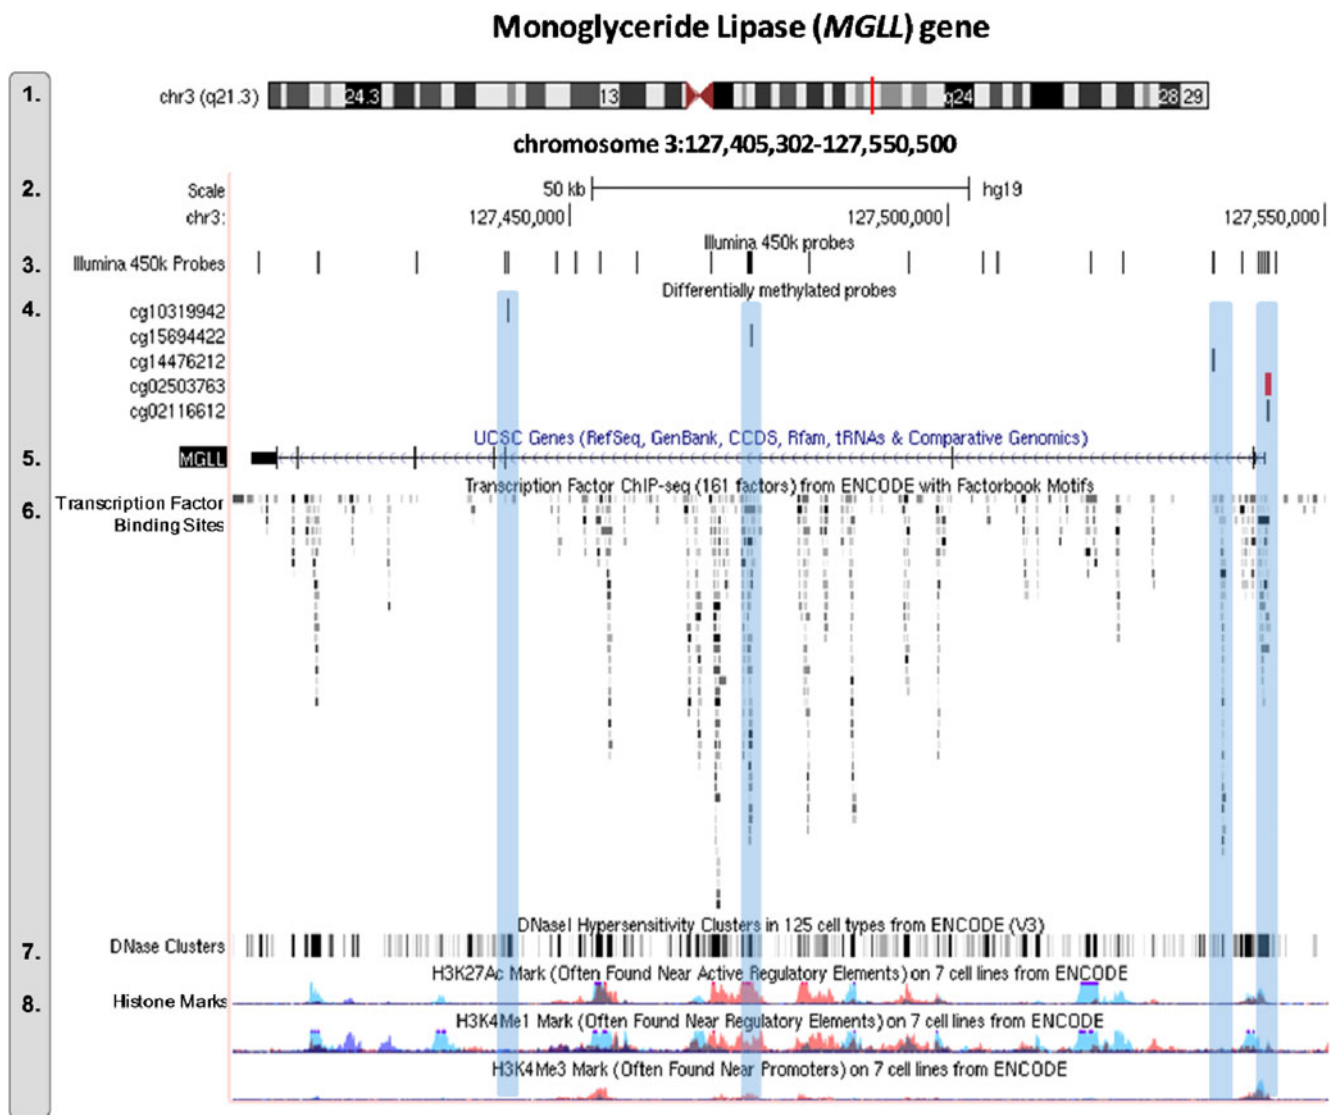 Monoglyceride Lipase (MGLL) gene
1. chr3 (q21.3) 24.3 13 q24 28 29
chromosome 3:127,405,302-127,550,500
2. Scale 50 kb hg19
chr3: 127,450,000 127,500,000 127,550,000
Illumina 450k probes
3. Illumina 450k Probes
Differentially methylated probes
4. cg10319942
cg15694422
cg14476212
cg02503763
cg02116612
UCSC Genes (RefSeq, GenBank, CCDS, Rfam, tRNAs & Comparative Genomics)
5. MGLL
Transcription Factor ChIP-seq (161 factors) from ENCODE with Factorbook Motifs
6. Transcription Factor
Binding Sites
DNaseI Hypersensitivity Clusters in 125 cell types from ENCODE (V3)
7. DNase Clusters
H3K27Ac Mark (Often Found Near Active Regulatory Elements) on 7 cell lines from ENCODE
8. Histone Marks
H3K4Me1 Mark (Often Found Near Regulatory Elements) on 7 cell lines from ENCODE
H3K4Me3 Mark (Often Found Near Promoters) on 7 cell lines from ENCODE